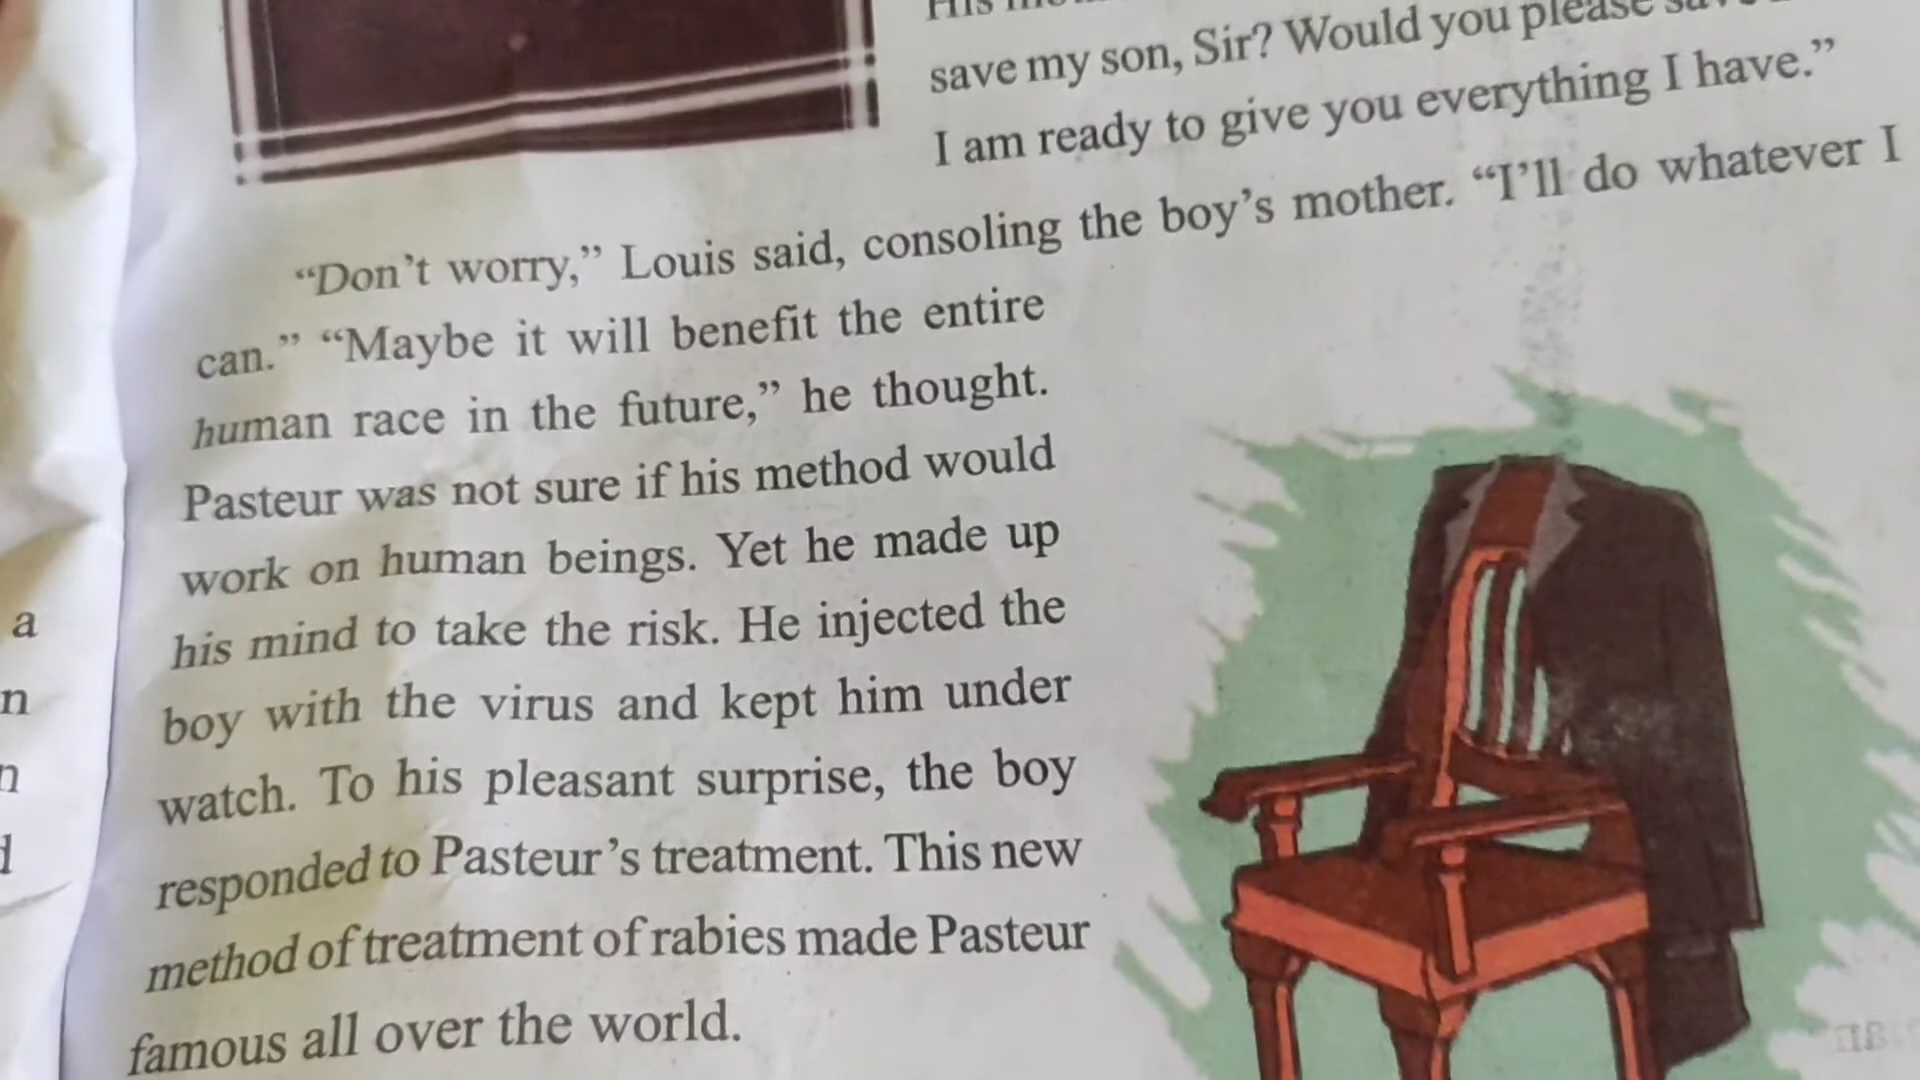 save my son, Sir? Would you please
I am ready to give you everything I have.”
“Don’t worry,” Louis said, consoling the boy’s mother. “I’ll do whatever I
can.” “Maybe it will benefit the entire
human race in the future,” he thought.
Pasteur was not sure if his method would
work on human beings. Yet he made up
his mind to take the risk. He injected the
boy with the virus and kept him under
watch. To his pleasant surprise, the boy
responded to Pasteur’s treatment. This new
method of treatment of rabies made Pasteur
famous all over the world.
a
n